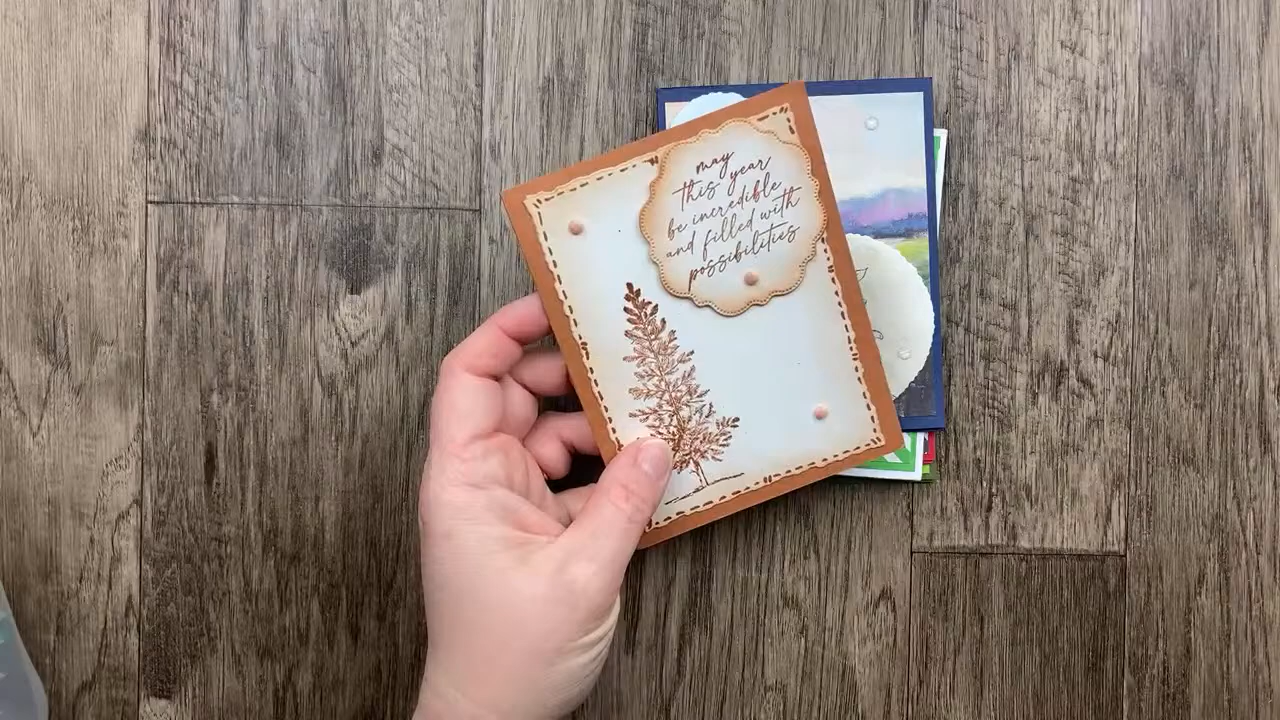 may
this year
be incredible
and filled with
possibilities